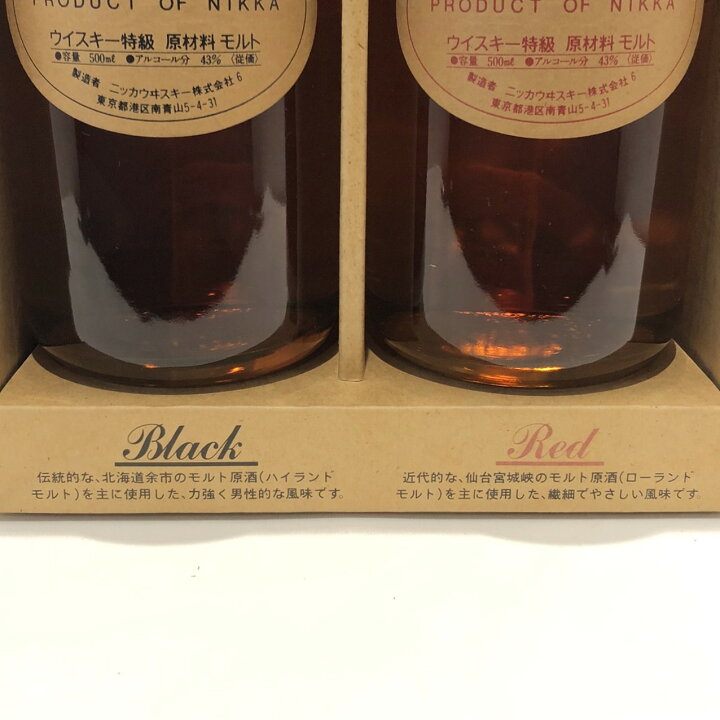 PRODUCT OF NIKKA
ウイスキー特級 原材料 モルト
●容量 500㎖ ●アルコール分 43% 〈従価〉
製造者 ニッカウヰスキー株式会社 6
東京都港区南青山5-4-31
PRODUCT OF NIKKA
ウイスキー特級 原材料 モルト
●容量 500㎖ ●アルコール分 43% 〈従価〉
製造者 ニッカウヰスキー株式会社 6
東京都港区南青山5-4-31
Black
伝統的な、北海道余市のモルト原酒(ハイランド
モルト)を主に使用した、力強く男性的な風味です。
Red
近代的な、仙台宮城峡のモルト原酒(ローランド
モルト)を主に使用した、繊細でやさしい風味です。